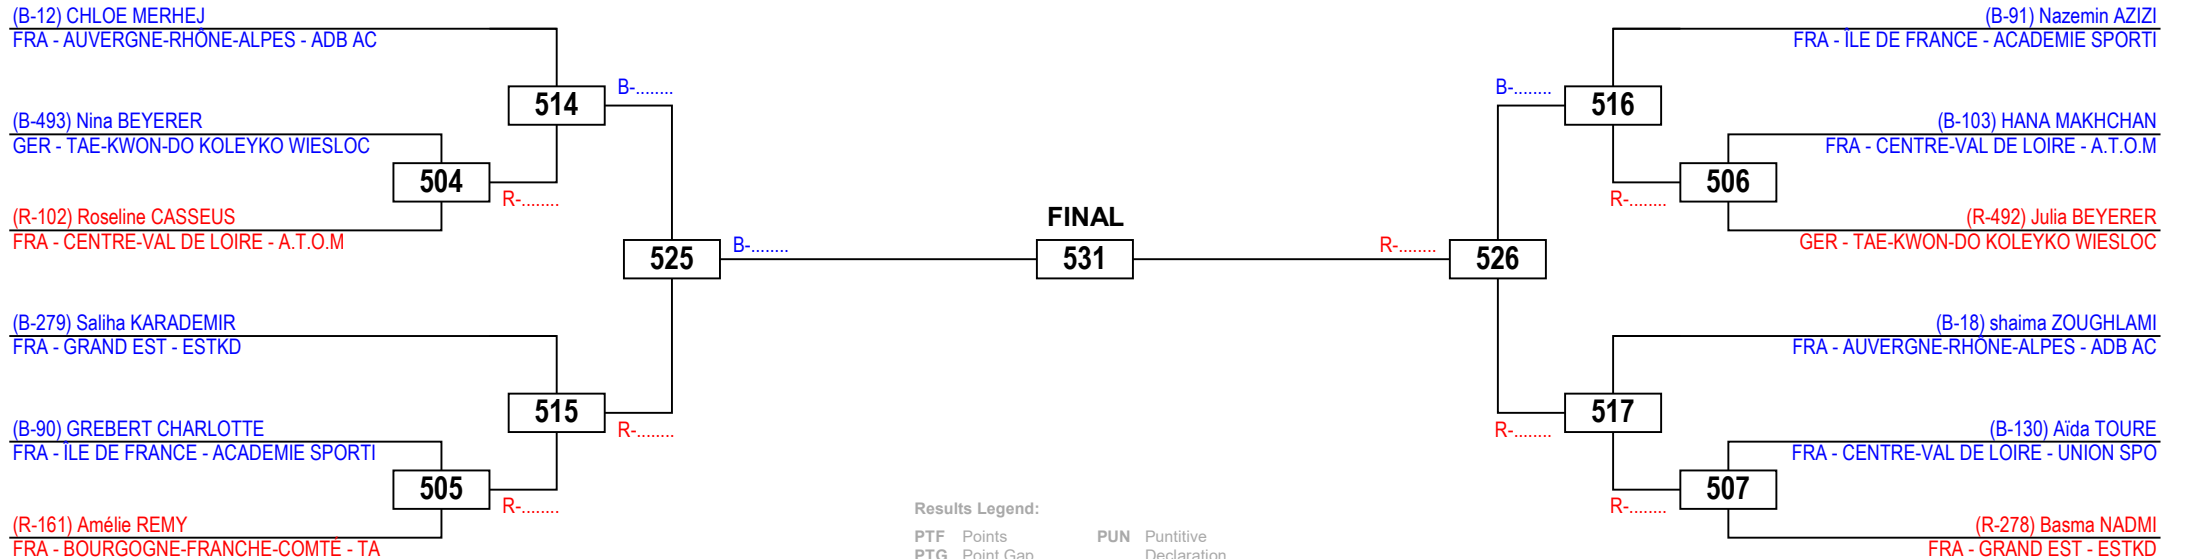 (B-12) CHLOE MERHEJ
FRA - AUVERGNE-RHÔNE-ALPES - ADB AC
514
B-........
(B-493) Nina BEYERER
GER - TAE-KWON-DO KOLEYKO WIESLOC
504
R-........
(R-102) Roseline CASSEUS
FRA - CENTRE-VAL DE LOIRE - A.T.O.M
525
B-........
(B-279) Saliha KARADEMIR
FRA - GRAND EST - ESTKD
515
R-........
(B-90) GREBERT CHARLOTTE
FRA - ÎLE DE FRANCE - ACADEMIE SPORTI
505
R-........
(R-161) Amélie REMY
FRA - BOURGOGNE-FRANCHE-COMTÉ - TA
FINAL
531
(B-91) Nazemin AZIZI
FRA - ÎLE DE FRANCE - ACADEMIE SPORTI
B-........
516
(B-103) HANA MAKHCHAN
FRA - CENTRE-VAL DE LOIRE - A.T.O.M
506
R-........
(R-492) Julia BEYERER
GER - TAE-KWON-DO KOLEYKO WIESLOC
R-........
526
(B-18) shaima ZOUGHLAMI
FRA - AUVERGNE-RHÔNE-ALPES - ADB AC
517
R-........
(B-130) Aïda TOURE
FRA - CENTRE-VAL DE LOIRE - UNION SPO
507
R-........
(R-278) Basma NADMI
FRA - GRAND EST - ESTKD
Results Legend:
PTF Points
PTG Point Gap
PUN Puntitive
Declaration